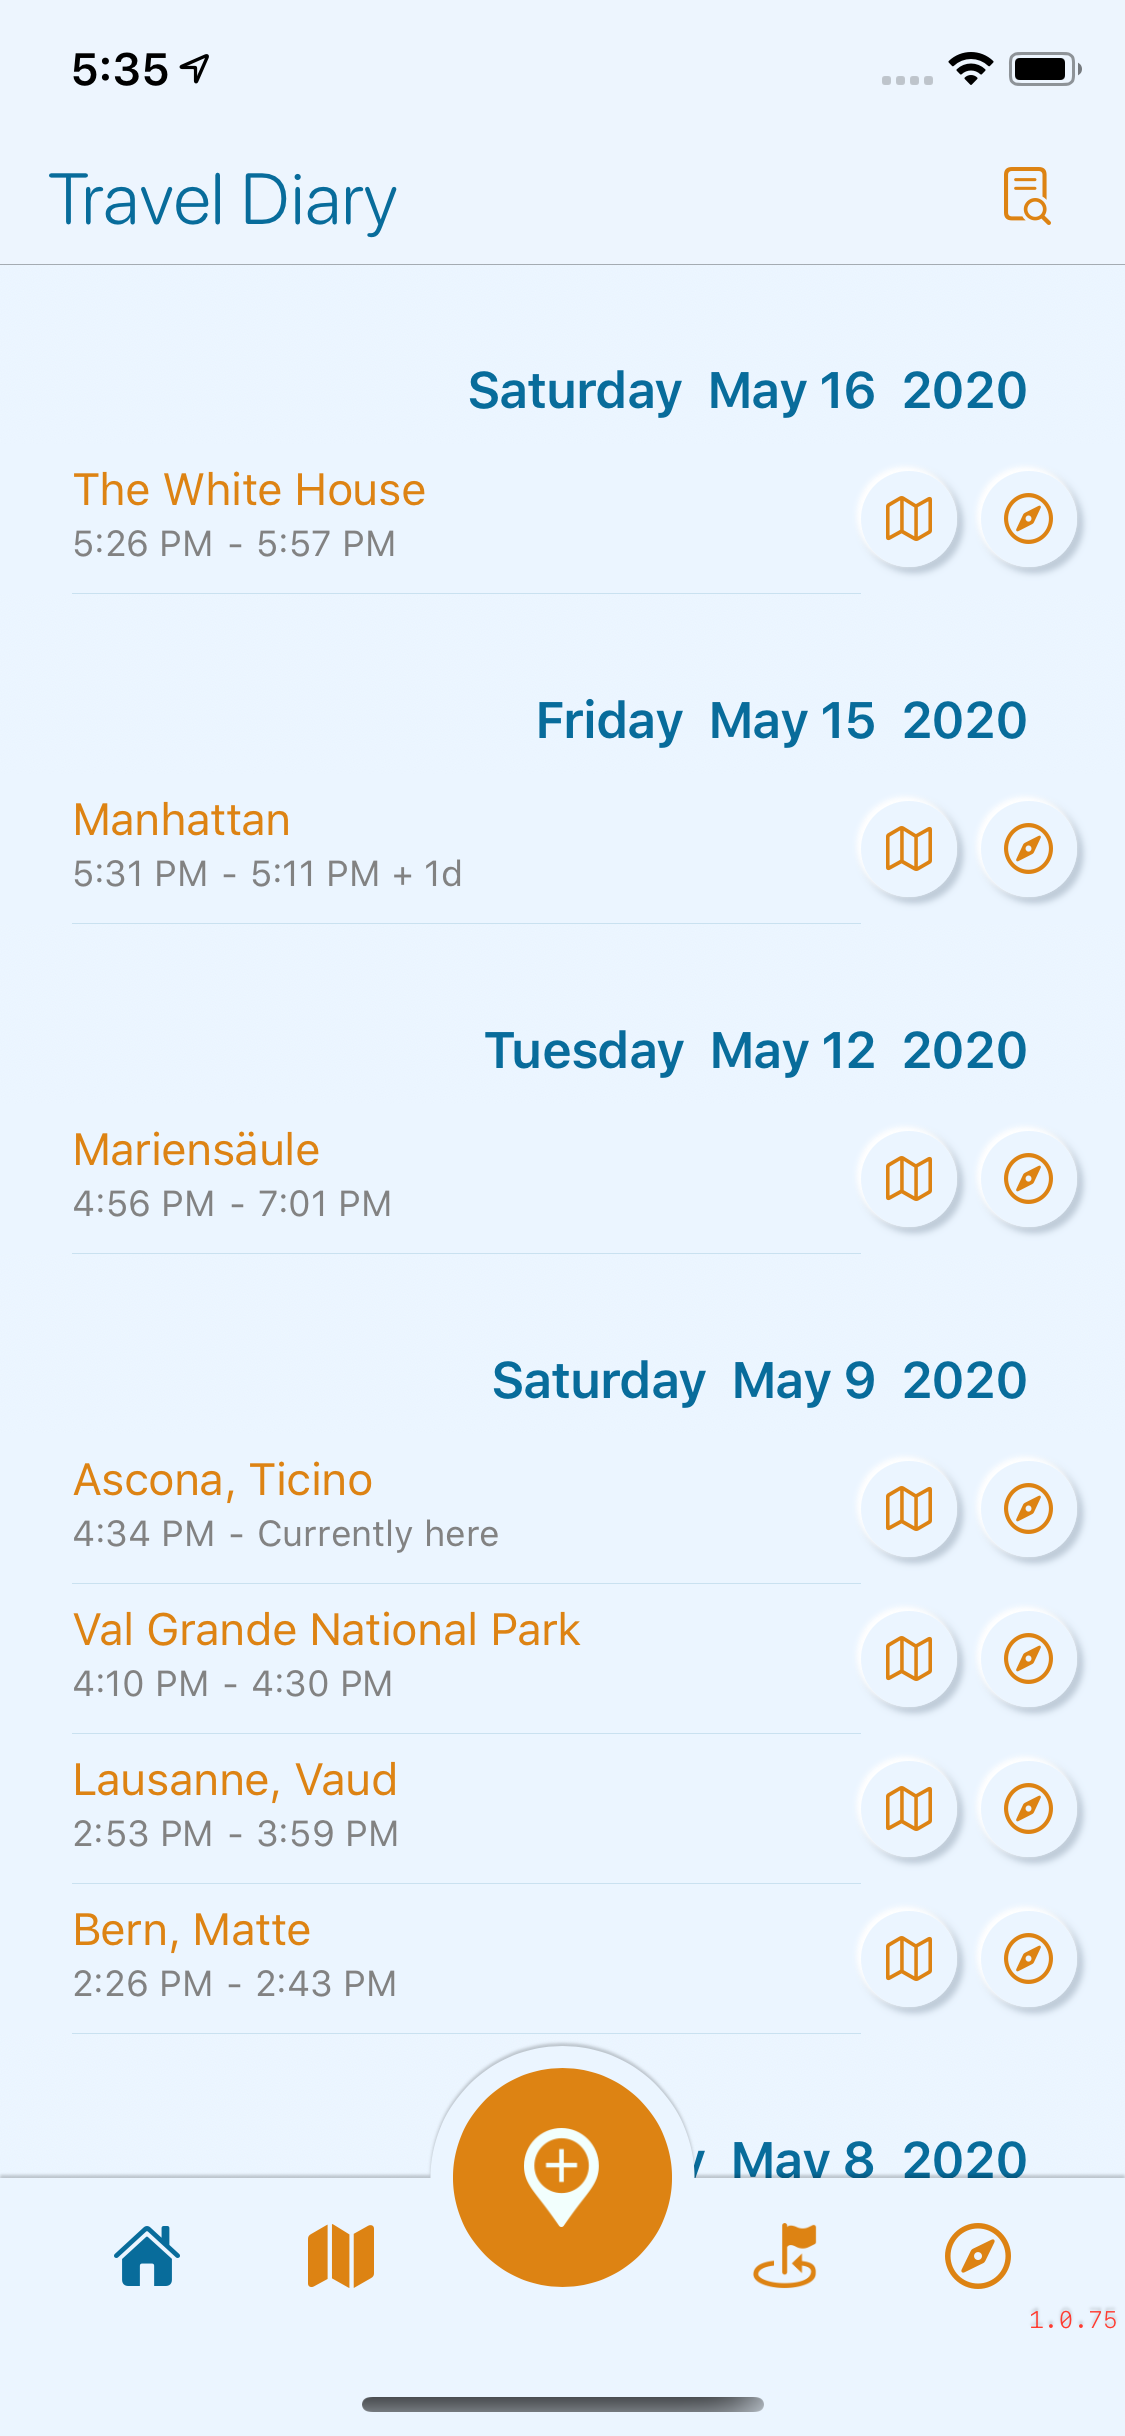 5:35
Travel Diary
Saturday May 16 2020
The White House
5:26 PM - 5:57 PM
Friday May 15 2020
Manhattan
5:31 PM - 5:11 PM + 1d
Tuesday May 12 2020
Mariensäule
4:56 PM - 7:01 PM
Saturday May 9 2020
Ascona, Ticino
4:34 PM - Currently here
Val Grande National Park
4:10 PM - 4:30 PM
Lausanne, Vaud
2:53 PM - 3:59 PM
Bern, Matte
2:26 PM - 2:43 PM
May 8 2020
1.0.75